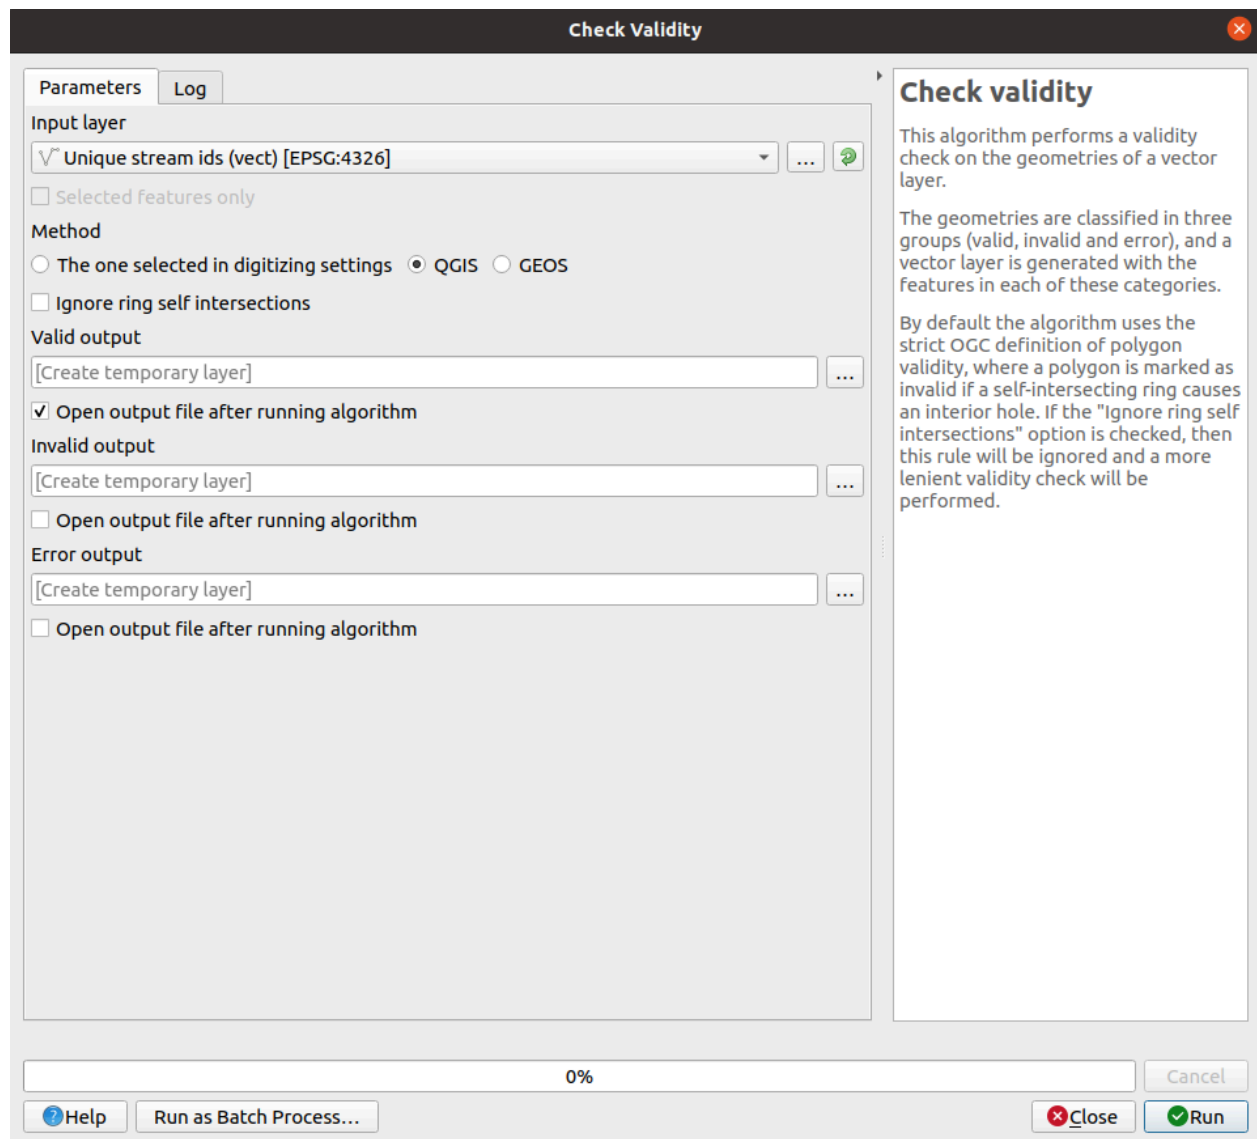 Check Validity
Parameters
Log
Input layer
Unique stream ids (vect) [EPSG:4326]
...
Selected features only
Method
The one selected in digitizing settings
QGIS
GEOS
Ignore ring self intersections
Valid output
[Create temporary layer]
...
Open output file after running algorithm
Invalid output
[Create temporary layer]
...
Open output file after running algorithm
Error output
[Create temporary layer]
...
Open output file after running algorithm
Check validity
This algorithm performs a validity
check on the geometries of a vector
layer.
The geometries are classified in three
groups (valid, invalid and error), and a
vector layer is generated with the
features in each of these categories.
By default the algorithm uses the
strict OGC definition of polygon
validity, where a polygon is marked as
invalid if a self-intersecting ring causes
an interior hole. If the "Ignore ring self
intersections" option is checked, then
this rule will be ignored and a more
lenient validity check will be
performed.
0%
Cancel
Help
Run as Batch Process...
Close
Run